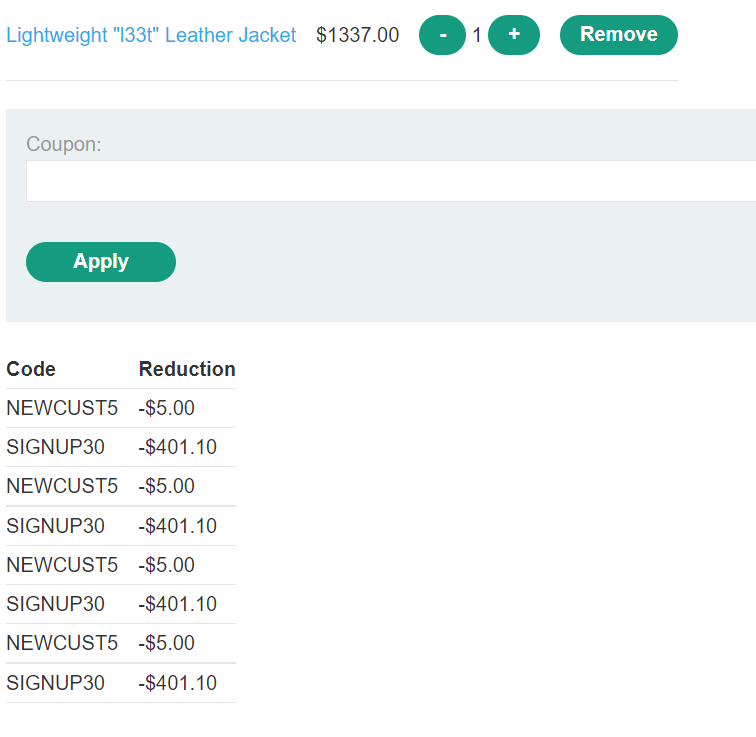 Lightweight "l33t" Leather Jacket $1337.00 - 1 + Remove
Coupon:
Apply
Code Reduction
NEWCUST5 -$5.00
SIGNUP30 -$401.10
NEWCUST5 -$5.00
SIGNUP30 -$401.10
NEWCUST5 -$5.00
SIGNUP30 -$401.10
NEWCUST5 -$5.00
SIGNUP30 -$401.10